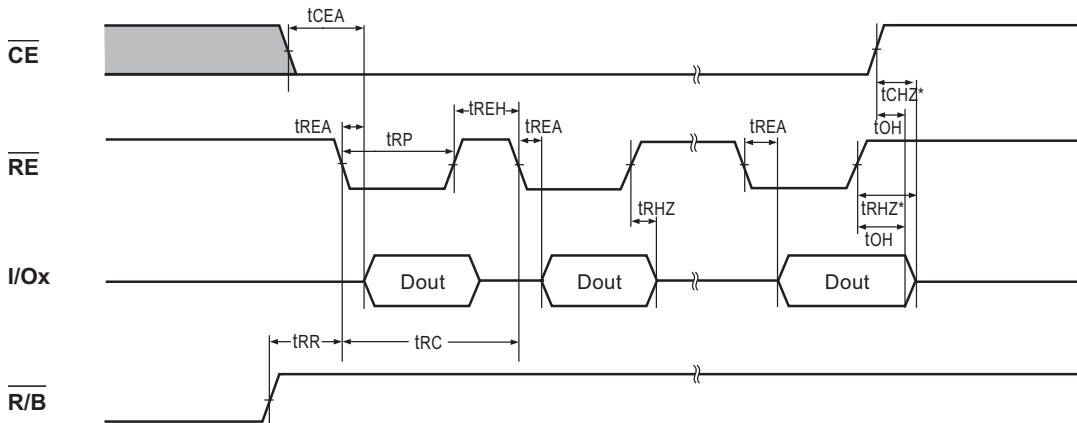 tCEA
CE
tCHZ*
tREH
tREA
tRP
tREA
tREA
tOH
RE
tRHZ
tRHZ*
tOH
I/Ox
Dout
Dout
Dout
tRR
tRC
R/B